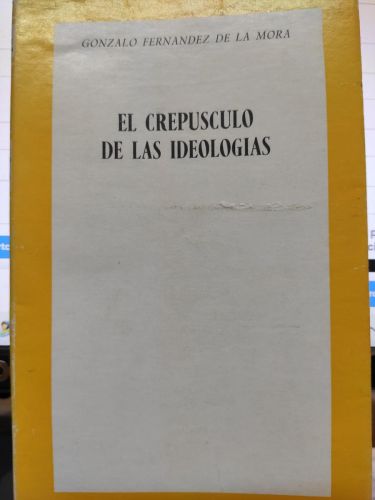 GONZALO FERNANDEZ DE LA MORA
EL CREPUSCULO
DE LAS IDEOLOGIAS